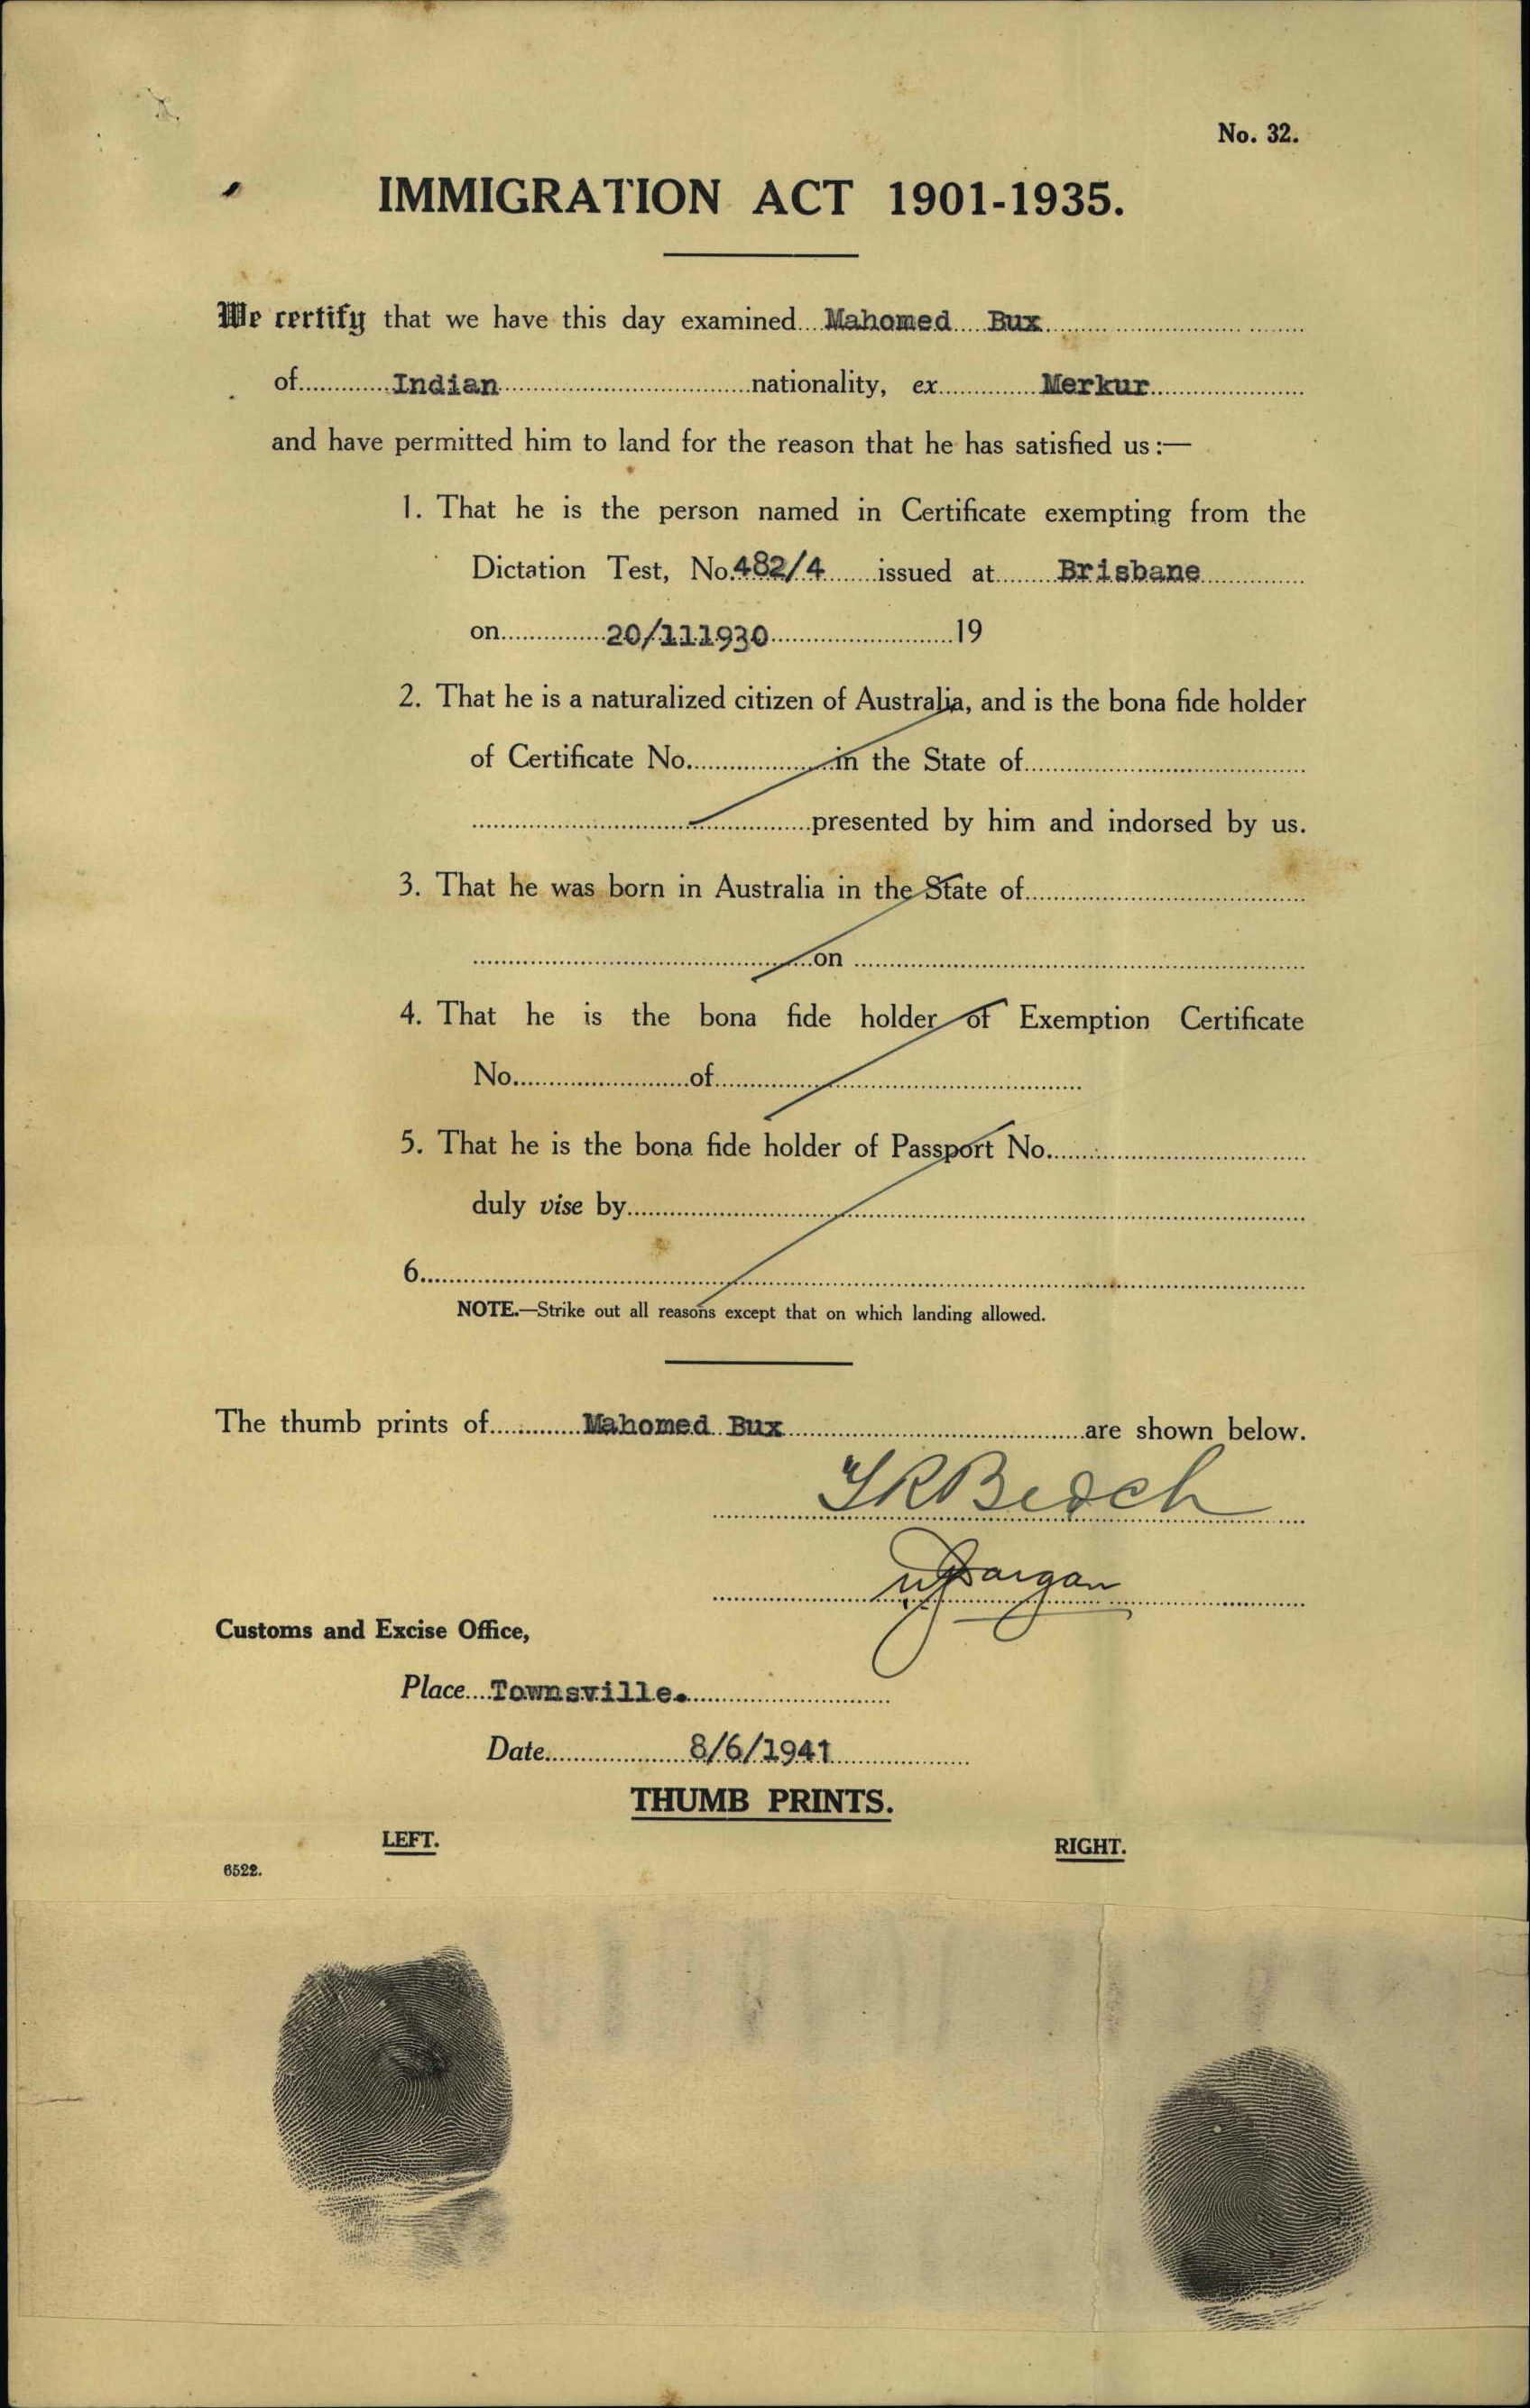 No. 32.
IMMIGRATION ACT 1901-1935.
We certify that we have this day examined Mahomed Bux
of Indian nationality, ex Merkur
and have permitted him to land for the reason that he has satisfied us:—
1. That he is the person named in Certificate exempting from the
Dictation Test, No. 482/4 issued at Brisbane
on 20/111930 19
2. That he is a naturalized citizen of Australia, and is the bona fide holder
of Certificate No. in the State of
presented by him and indorsed by us.
3. That he was born in Australia in the State of
on
4. That he is the bona fide holder of Exemption Certificate
No. of
5. That he is the bona fide holder of Passport No.
duly vise by
6.
NOTE.—Strike out all reasons except that on which landing allowed.
The thumb prints of Mahomed Bux are shown below.
Customs and Excise Office,
Place Townsville.
Date 8/6/1941
THUMB PRINTS.
LEFT. RIGHT.
6522.